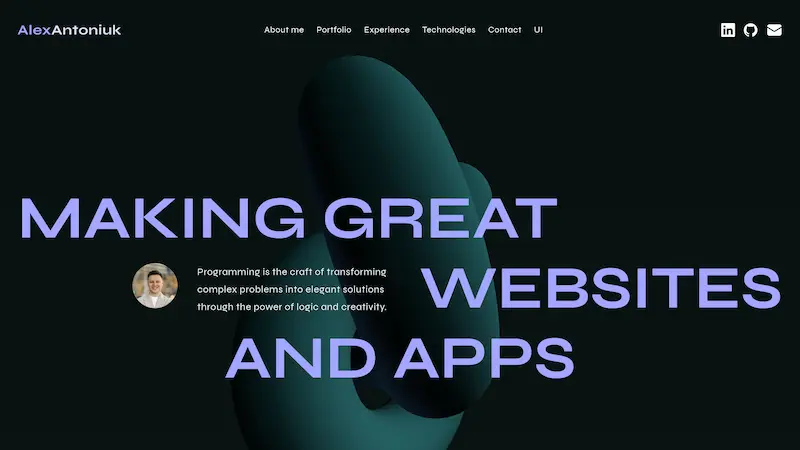 AlexAntoniuk
About me Portfolio Experience Technologies Contact UI
in
MAKING GREAT
WEBSITES
Programming is the craft of transforming
complex problems into elegant solutions
through the power of logic and creativity.
AND APPS